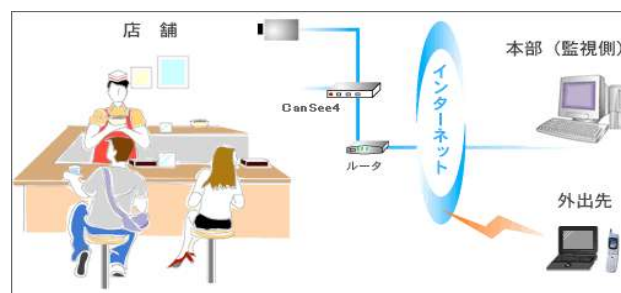 店　舗
CanSee4
ルータ
インターネット
本部（監視側）
外出先